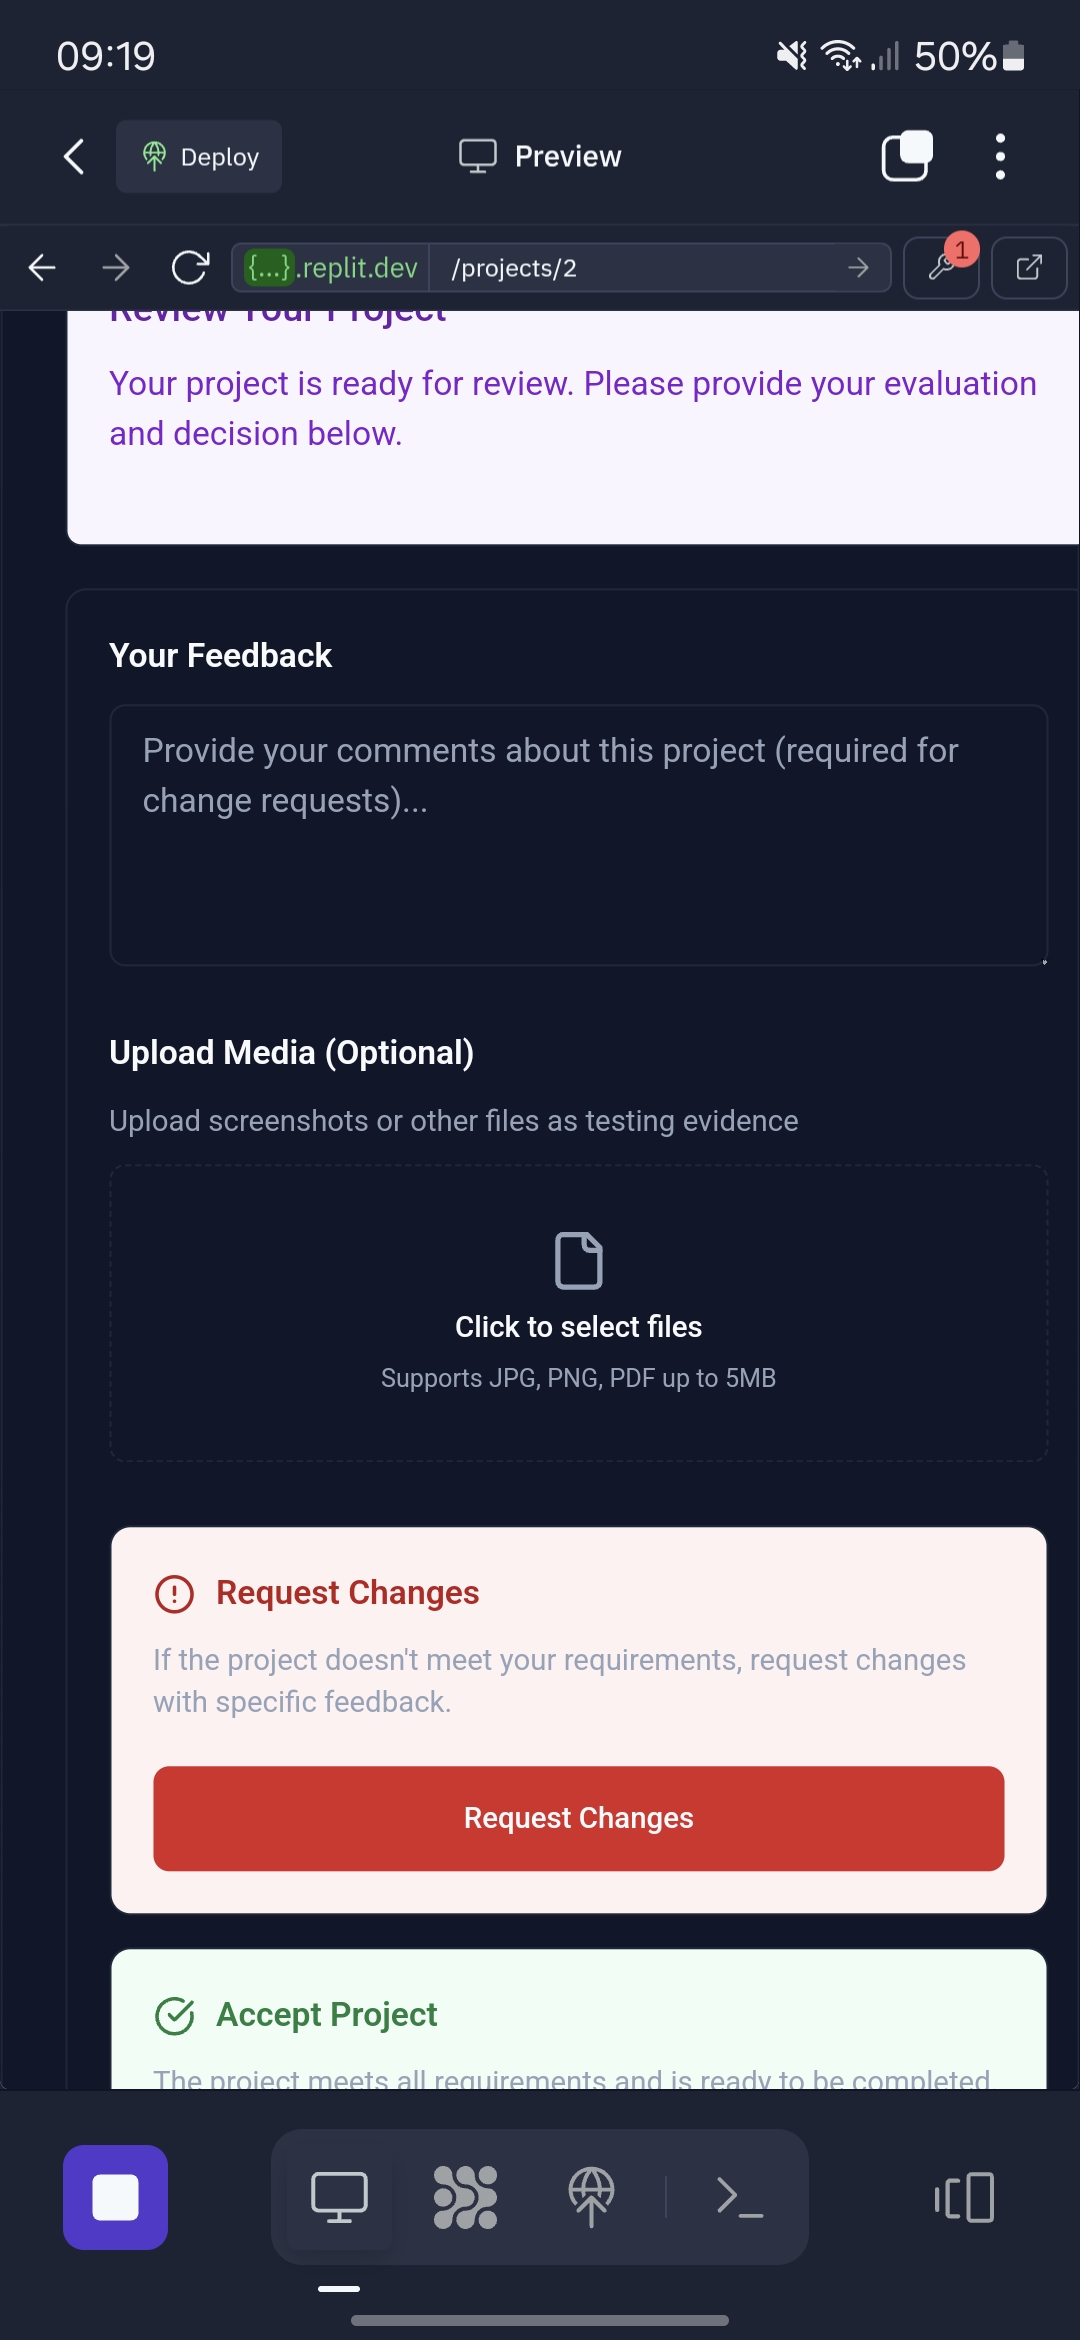 09:19
50%
Deploy
Preview
{...}.replit.dev
/projects/2
1
Review Your Project
Your project is ready for review. Please provide your evaluation
and decision below.
Your Feedback
Provide your comments about this project (required for
change requests)...
Upload Media (Optional)
Upload screenshots or other files as testing evidence
Click to select files
Supports JPG, PNG, PDF up to 5MB
Request Changes
If the project doesn't meet your requirements, request changes
with specific feedback.
Request Changes
Accept Project
The project meets all requirements and is ready to be completed